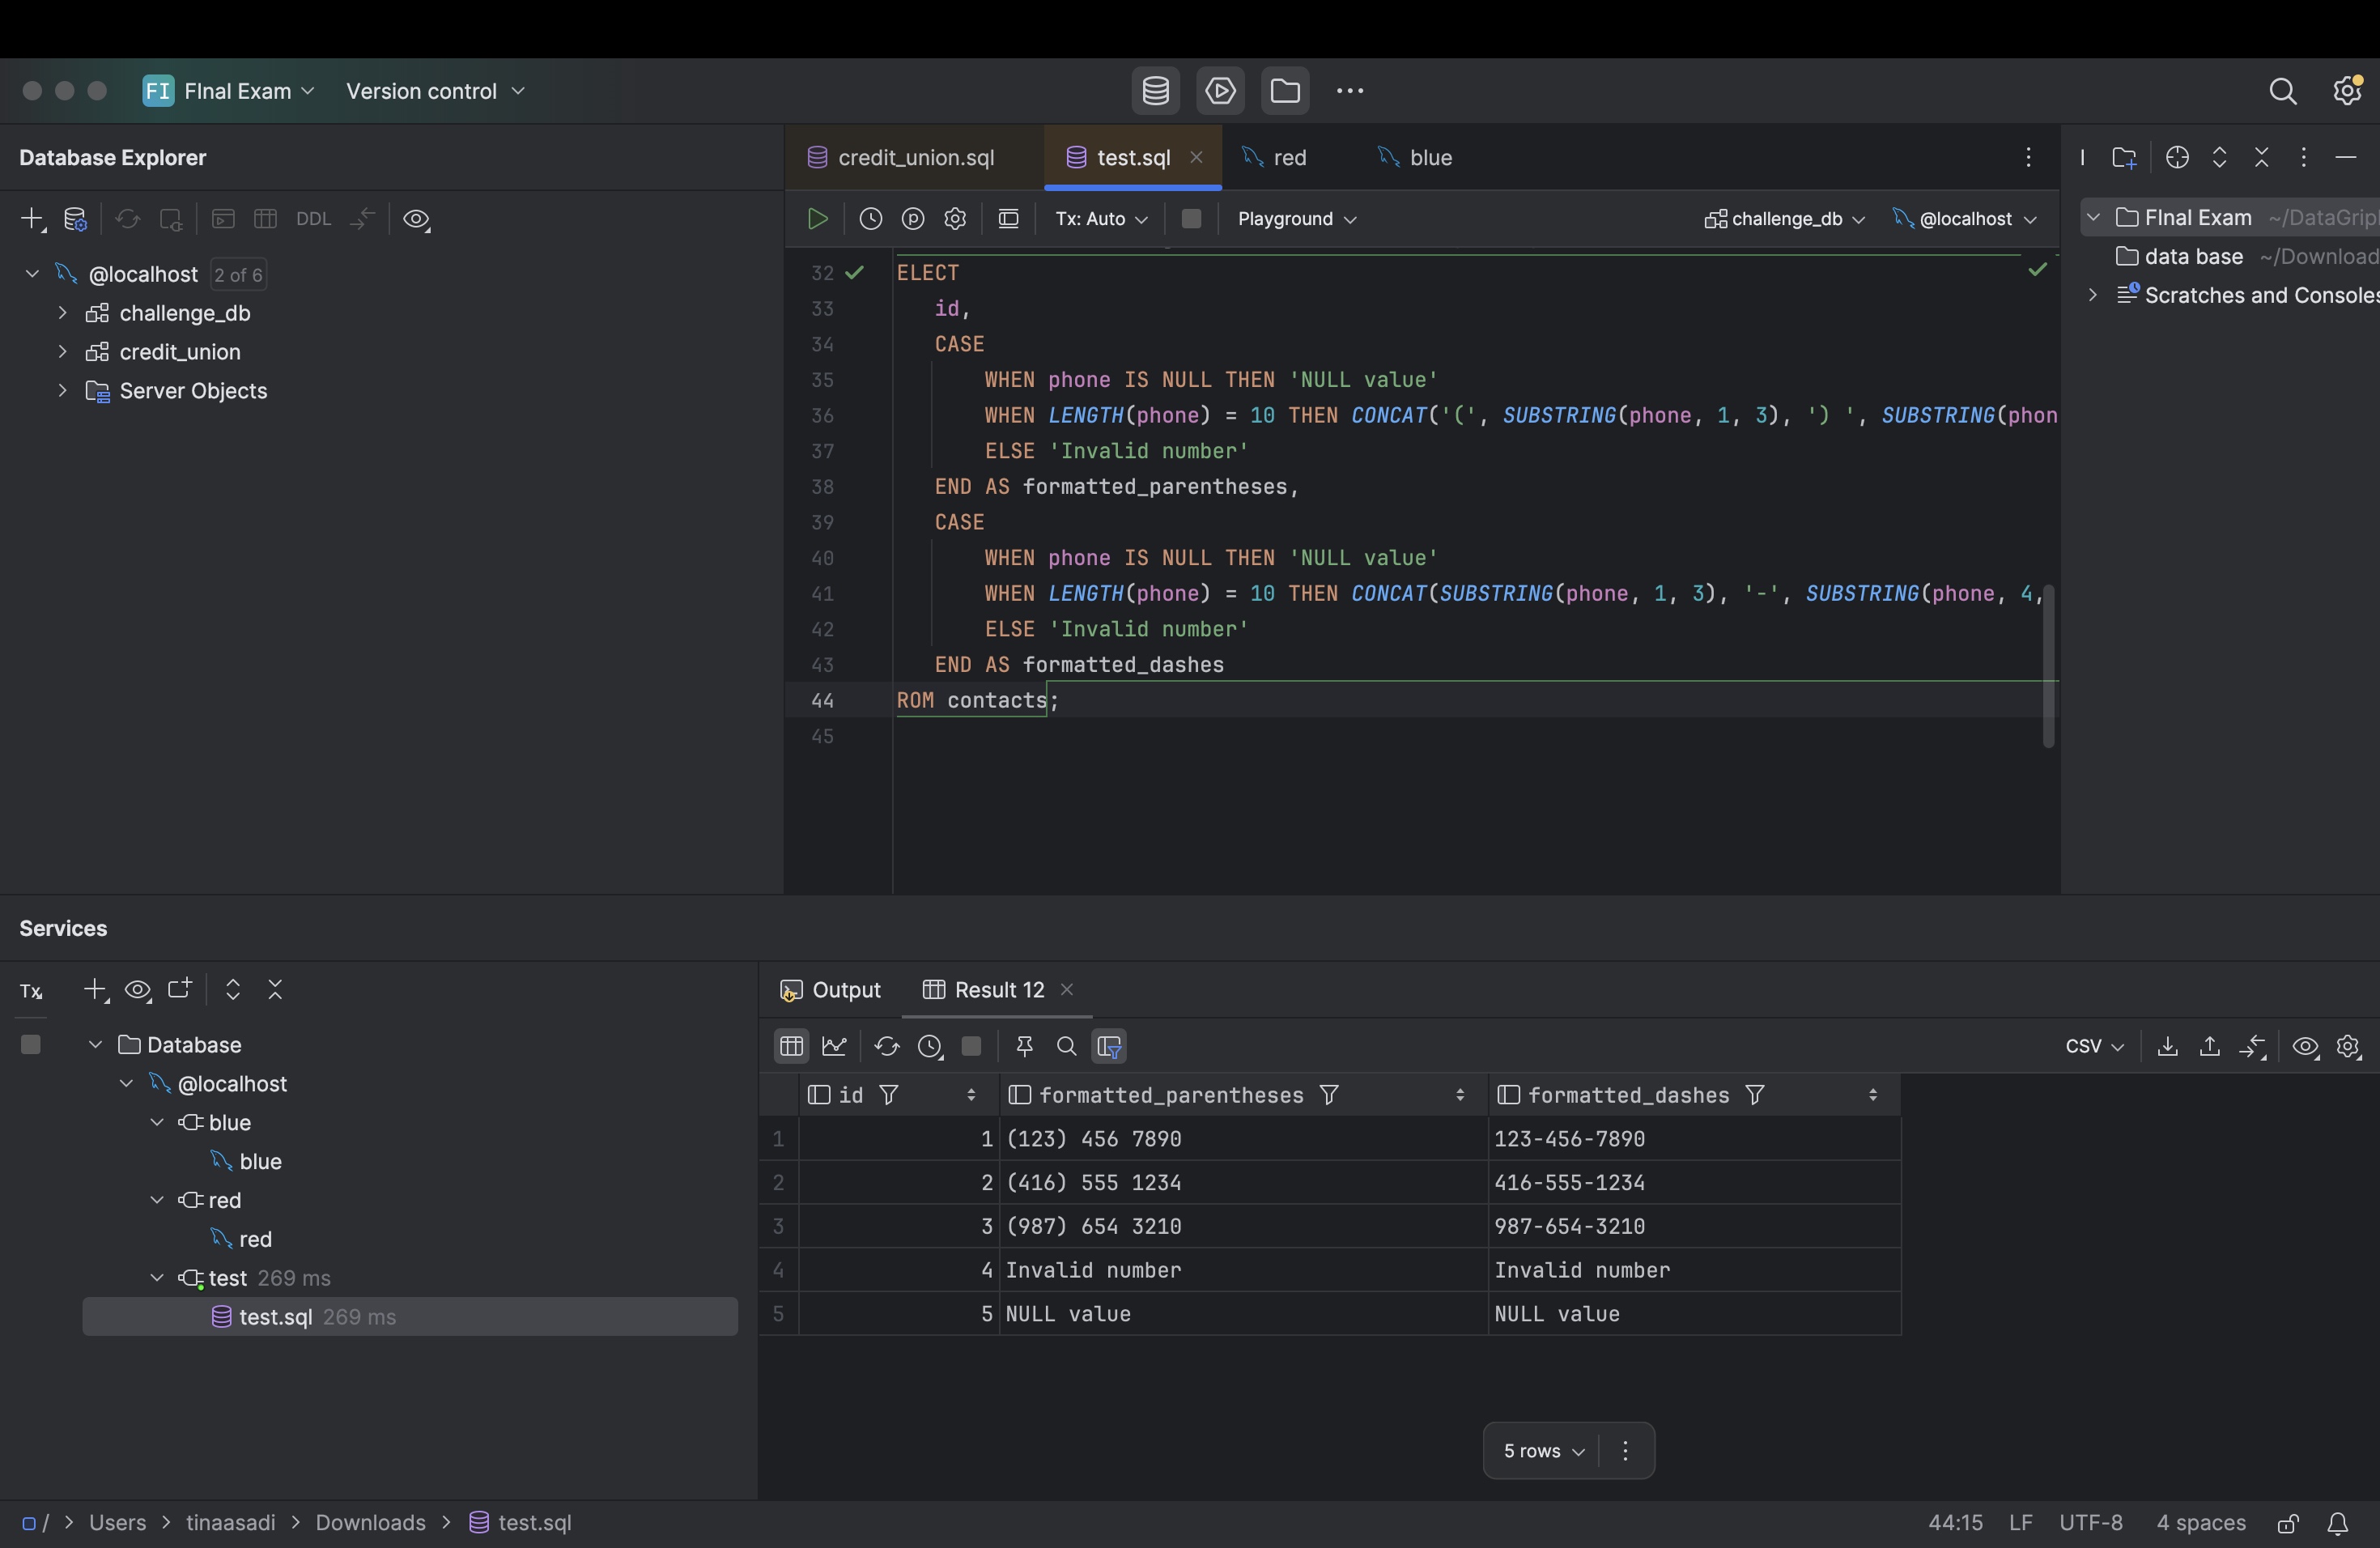 FI FInal Exam Version control
Database Explorer
credit_union.sql test.sql red blue
DDL
Tx: Auto Playground challenge_db @localhost
@localhost 2 of 6
challenge_db
credit_union
Server Objects
32 ELECT
33 id,
34 CASE
35 WHEN phone IS NULL THEN 'NULL value'
36 WHEN LENGTH(phone) = 10 THEN CONCAT('(', SUBSTRING(phone, 1, 3), ') ', SUBSTRING(phon
37 ELSE 'Invalid number'
38 END AS formatted_parentheses,
39 CASE
40 WHEN phone IS NULL THEN 'NULL value'
41 WHEN LENGTH(phone) = 10 THEN CONCAT(SUBSTRING(phone, 1, 3), '-', SUBSTRING(phone, 4,
42 ELSE 'Invalid number'
43 END AS formatted_dashes
44 ROM contacts;
45
FInal Exam ~/DataGrip
data base ~/Download
Scratches and Consoles
Services
Tx
Database
@localhost
blue
blue
red
red
test 269 ms
test.sql 269 ms
Output Result 12
CSV
id formatted_parentheses formatted_dashes
1 1 (123) 456 7890 123-456-7890
2 2 (416) 555 1234 416-555-1234
3 3 (987) 654 3210 987-654-3210
4 4 Invalid number Invalid number
5 5 NULL value NULL value
5 rows
/ > Users > tinaasadi > Downloads > test.sql
44:15 LF UTF-8 4 spaces